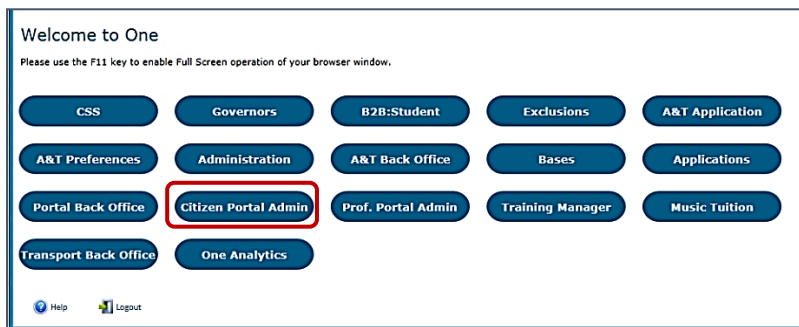 Welcome to One
Please use the F11 key to enable Full Screen operation of your browser window.
CSS Governors B2B:Student Exclusions A&T Application
A&T Preferences Administration A&T Back Office Bases Applications
Portal Back Office Citizen Portal Admin Prof. Portal Admin Training Manager Music Tuition
Transport Back Office One Analytics
Help Logout